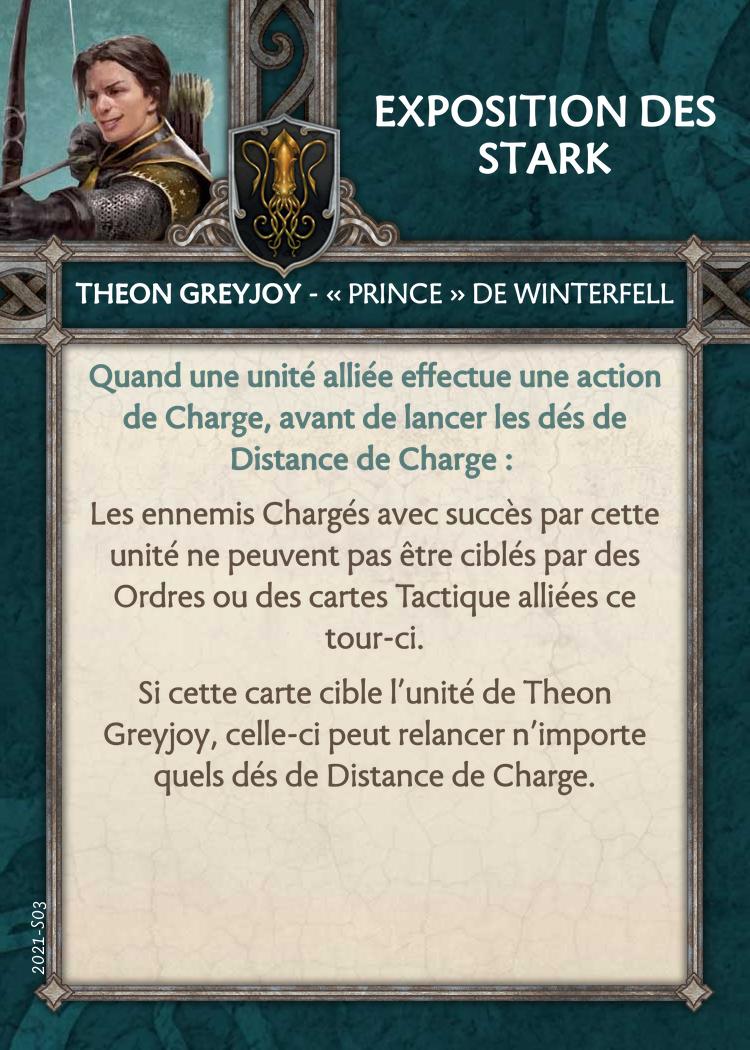 EXPOSITION DES
STARK
THEON GREYJOY - « PRINCE » DE WINTERFELL
Quand une unité alliée effectue une action
de Charge, avant de lancer les dés de
Distance de Charge :
Les ennemis Chargés avec succès par cette
unité ne peuvent pas être ciblés par des
Ordres ou des cartes Tactique alliées ce
tour-ci.
Si cette carte cible l'unité de Theon
Greyjoy, celle-ci peut relancer n'importe
quels dés de Distance de Charge.
2021-S03